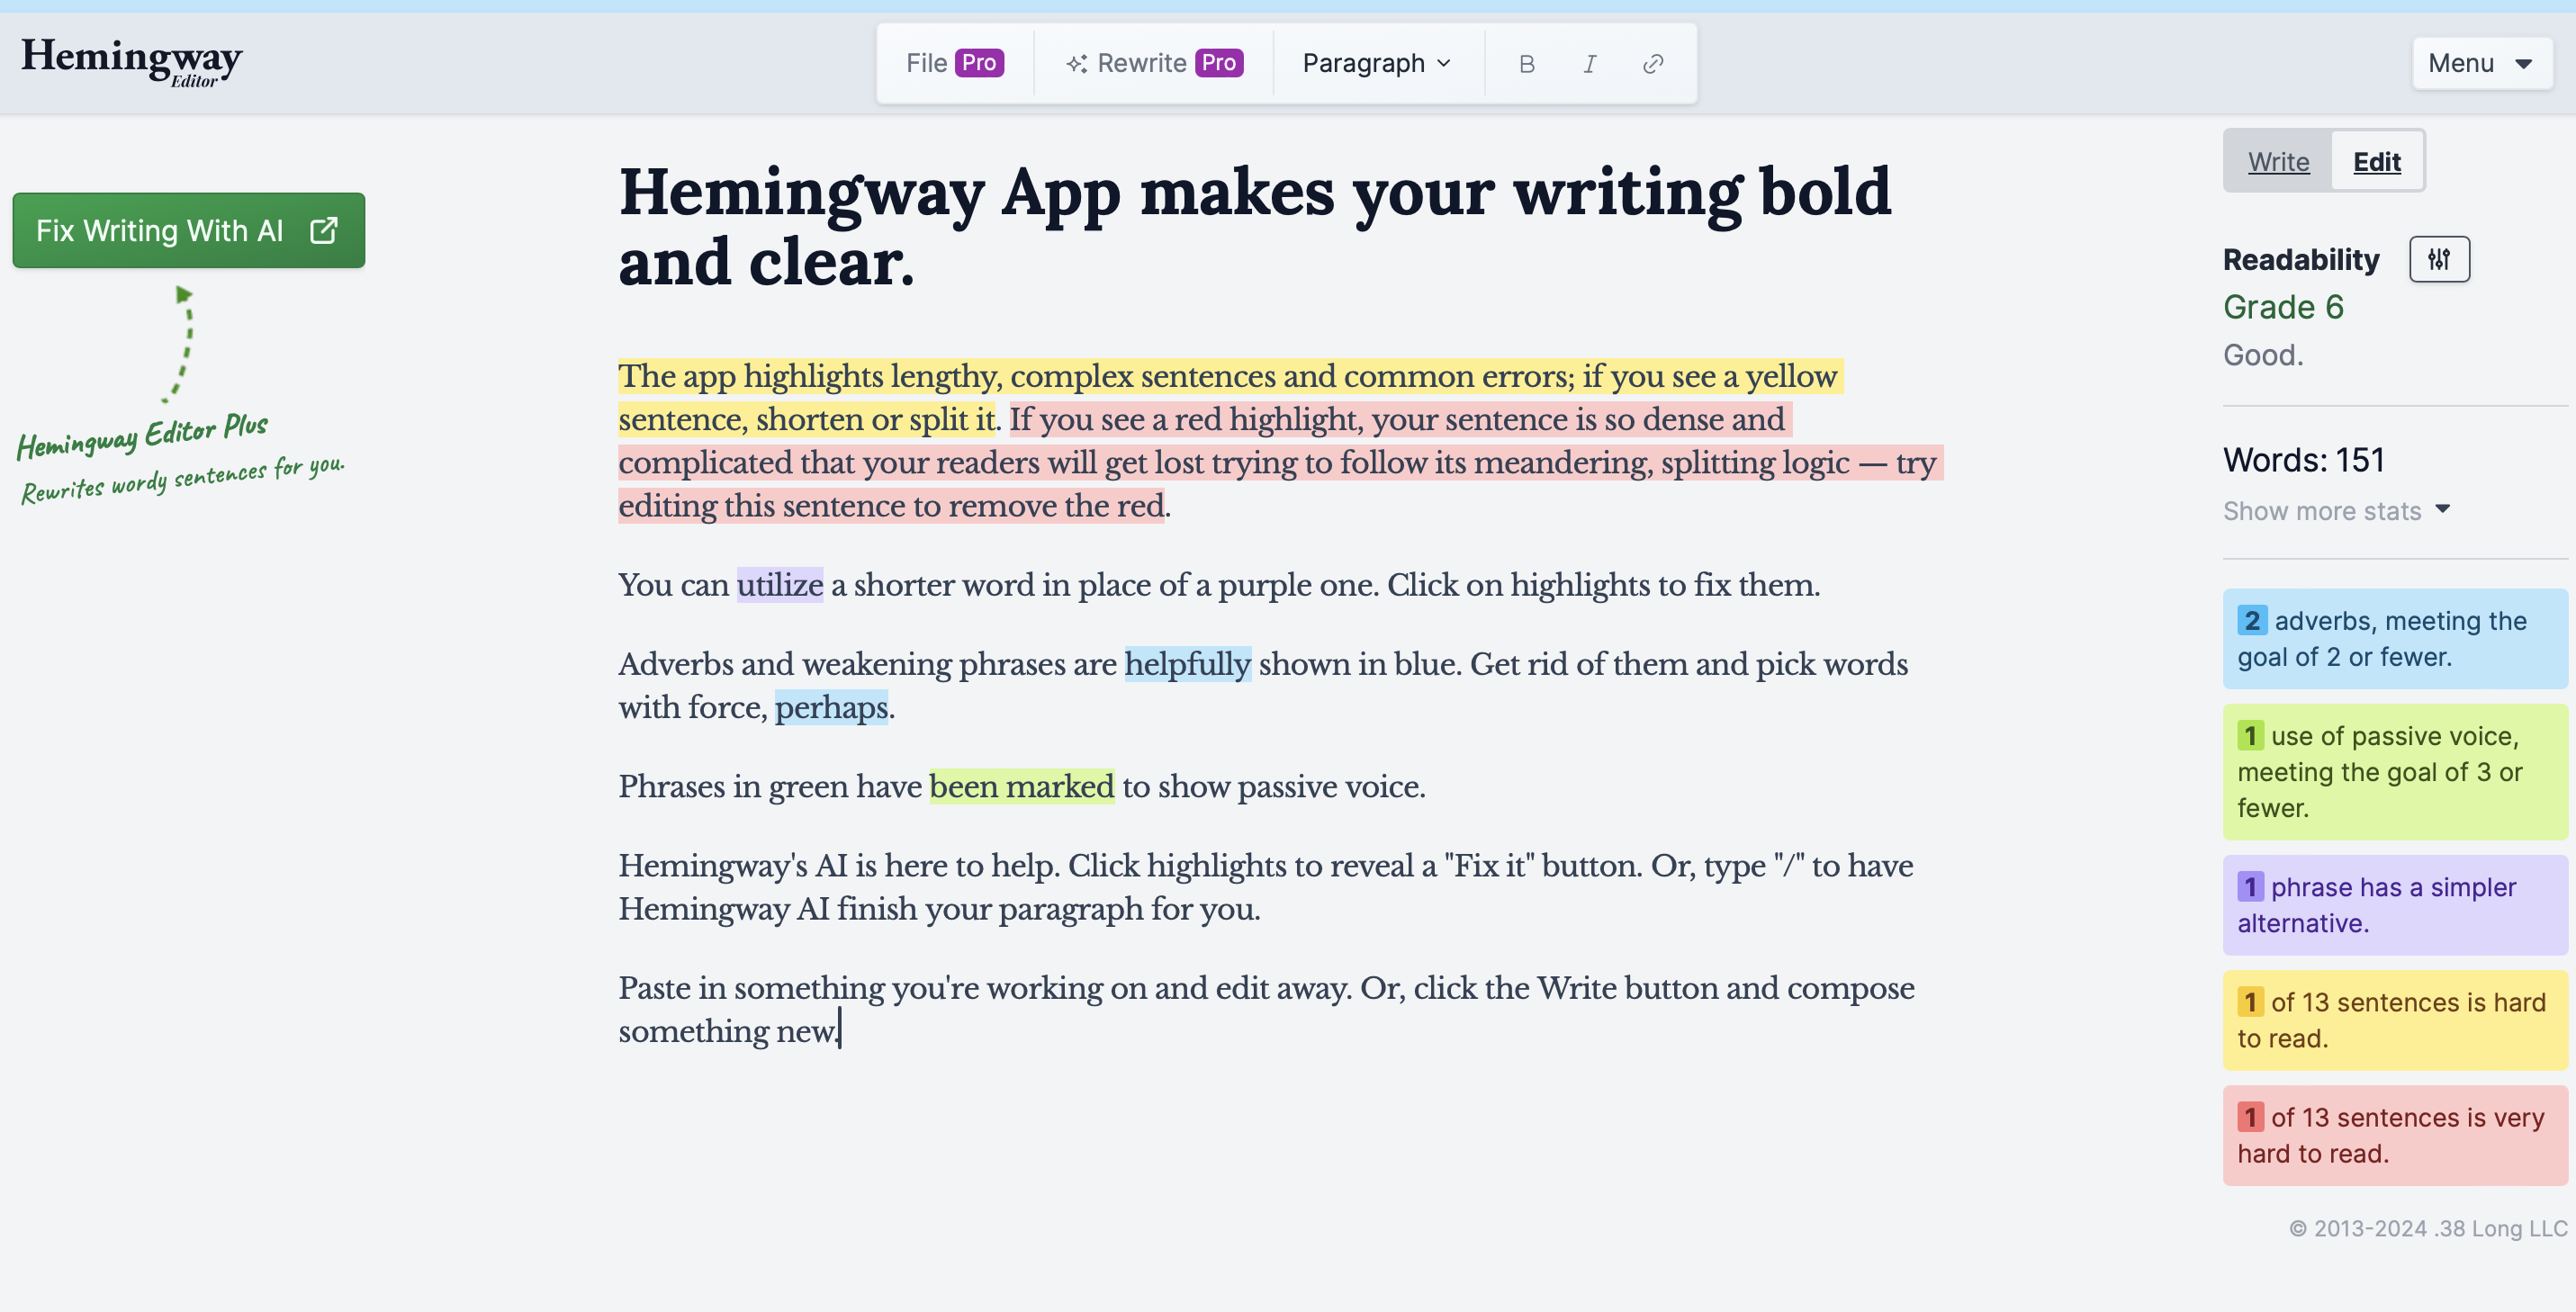 Hemingway
Editor
File Pro
Rewrite Pro
Paragraph
B
I
Menu
Fix Writing With AI
Hemingway Editor Plus
Rewrites wordy sentences for you.
Hemingway App makes your writing bold
and clear.
The app highlights lengthy, complex sentences and common errors; if you see a yellow
sentence, shorten or split it. If you see a red highlight, your sentence is so dense and
complicated that your readers will get lost trying to follow its meandering, splitting logic — try
editing this sentence to remove the red.
You can utilize a shorter word in place of a purple one. Click on highlights to fix them.
Adverbs and weakening phrases are helpfully shown in blue. Get rid of them and pick words
with force, perhaps.
Phrases in green have been marked to show passive voice.
Hemingway's AI is here to help. Click highlights to reveal a "Fix it" button. Or, type "/" to have
Hemingway AI finish your paragraph for you.
Paste in something you're working on and edit away. Or, click the Write button and compose
something new.
Write Edit
Readability
Grade 6
Good.
Words: 151
Show more stats
2 adverbs, meeting the
goal of 2 or fewer.
1 use of passive voice,
meeting the goal of 3 or
fewer.
1 phrase has a simpler
alternative.
1 of 13 sentences is hard
to read.
1 of 13 sentences is very
hard to read.
© 2013-2024 .38 Long LLC